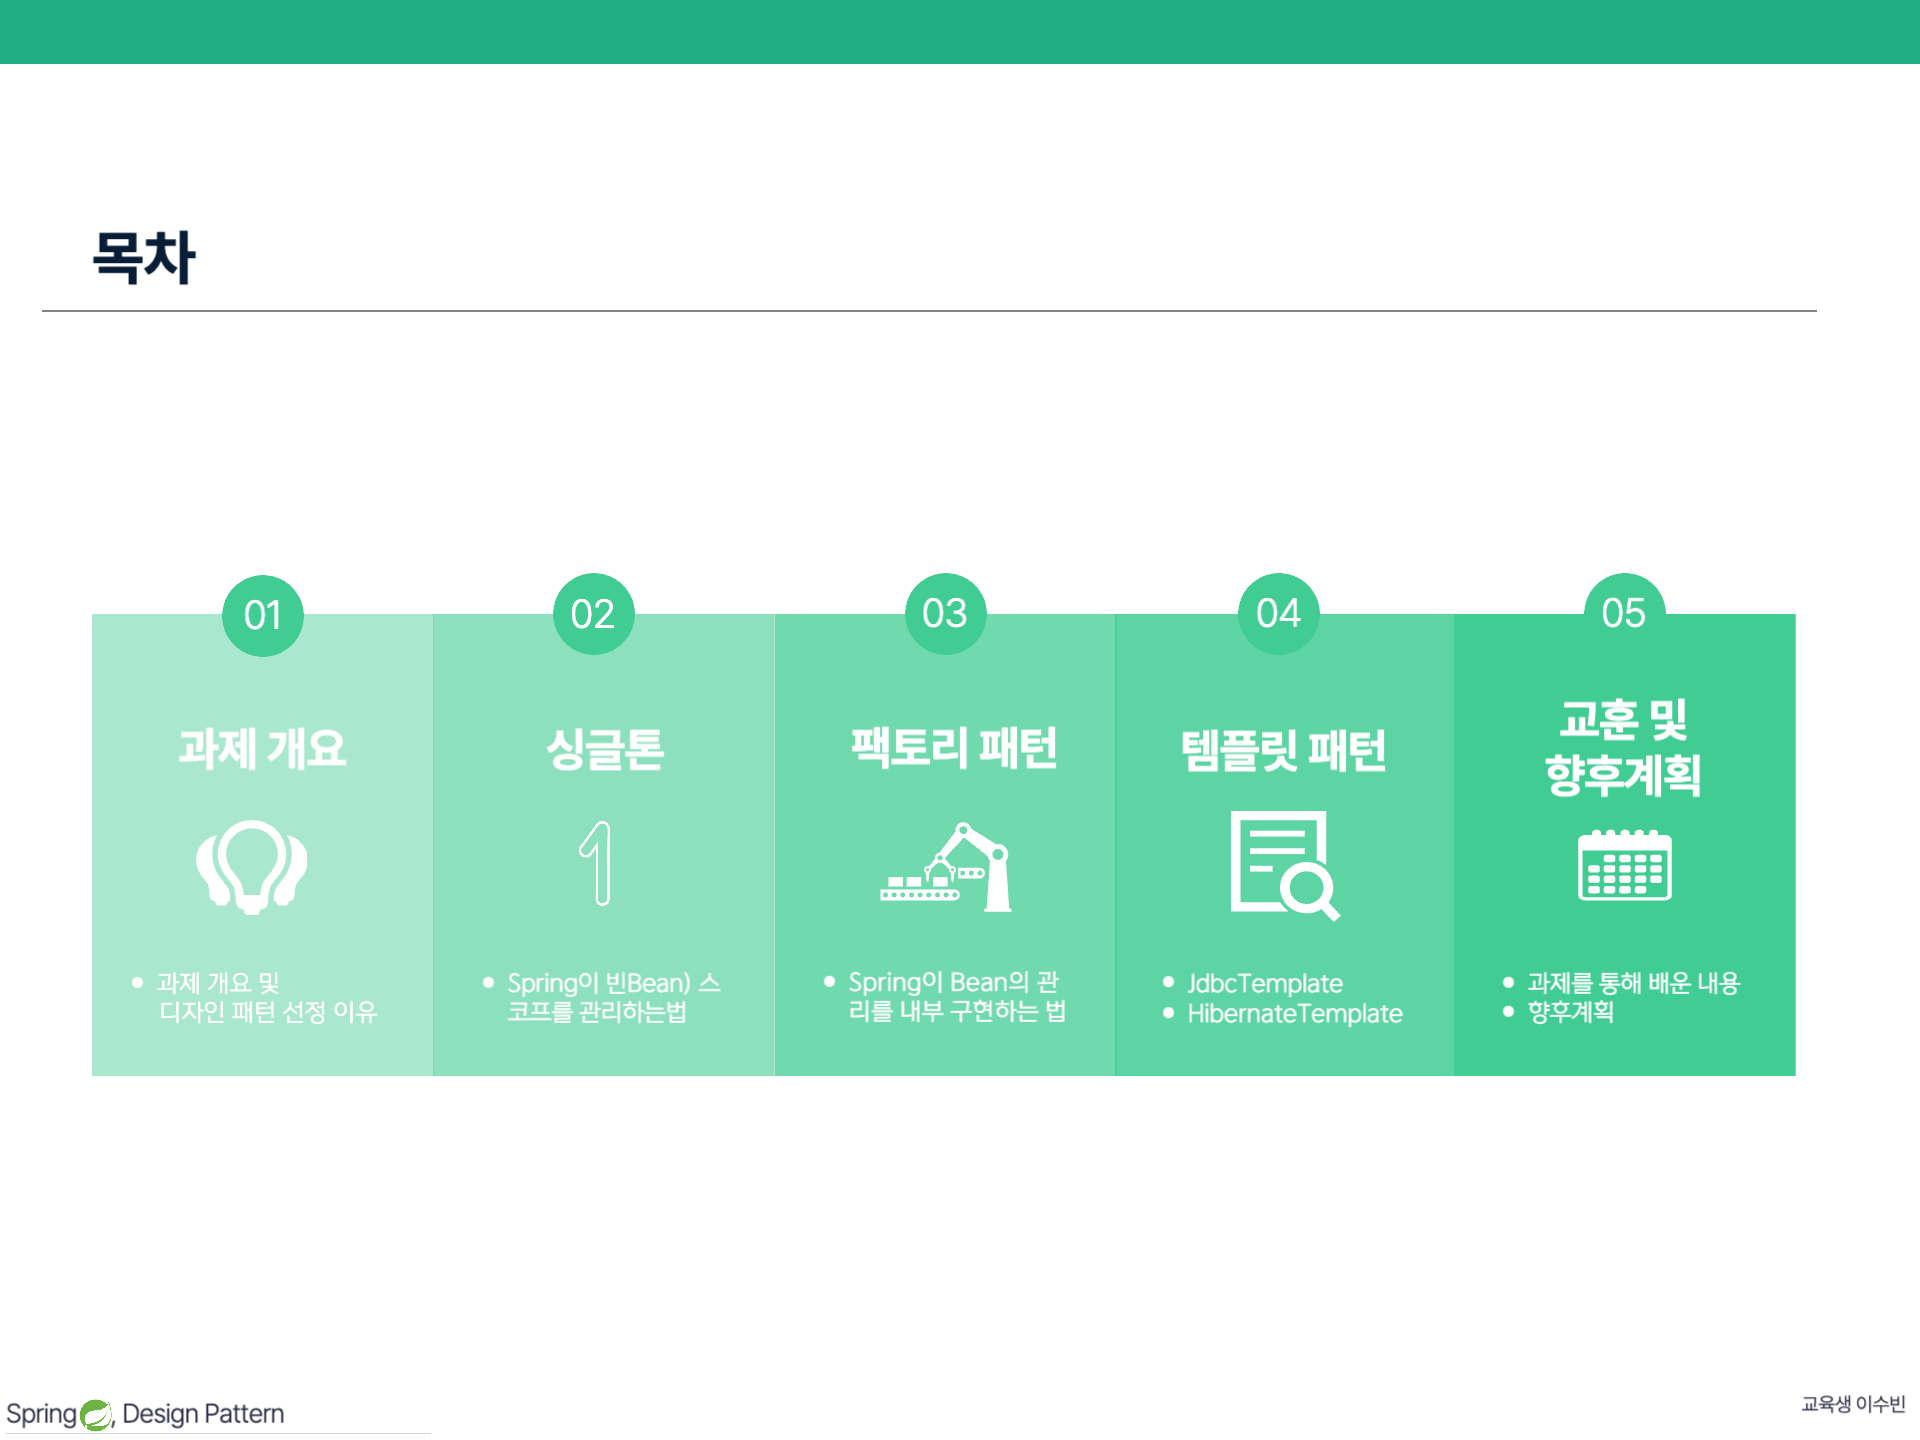 목차
01
과제 개요
과제 개요 및
디자인 패턴 선정 이유
02
싱글톤
1
Spring이 빈Bean) 스
코프를 관리하는법
03
팩토리 패턴
Spring이 Bean의 관
리를 내부 구현하는 법
04
템플릿 패턴
JdbcTemplate
HibernateTemplate
05
교훈 및
향후계획
과제를 통해 배운 내용
향후계획
Spring, Design Pattern
교육생 이수빈